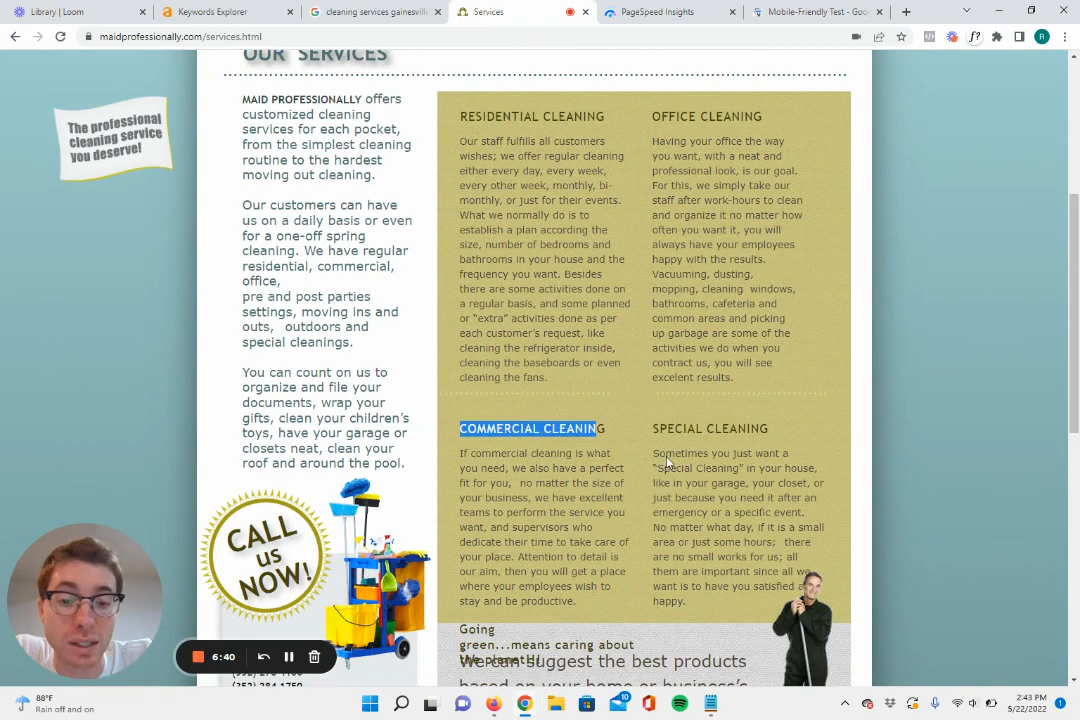 Library | Loom
Keywords Explorer
cleaning services gainesville
Services
PageSpeed Insights
Mobile-Friendly Test - Goo
maidprofessionally.com/services.html
OUR SERVICES
The professional
cleaning service
you deserve!
MAID PROFESSIONALLY offers
customized cleaning
services for each pocket,
from the simplest cleaning
routine to the hardest
moving out cleaning.
Our customers can have
us on a daily basis or even
for a one-off spring
cleaning. We have regular
residential, commercial,
office,
pre and post parties
settings, moving ins and
outs, outdoors and
special cleanings.
You can count on us to
organize and file your
documents, wrap your
gifts, clean your children's
toys, have your garage or
closets neat, clean your
roof and around the pool.
CALL
us
NOW!
RESIDENTIAL CLEANING
Our staff fulfills all customers
wishes; we offer regular cleaning
either every day, every week,
every other week, monthly, bi-
monthly, or just for their events.
What we normally do is to
establish a plan according the
size, number of bedrooms and
bathrooms in your house and the
frequency you want. Besides
there are some activities done on
a regular basis, and some planned
or “extra” activities done as per
each customer's request, like
cleaning the refrigerator inside,
cleaning the baseboards or even
cleaning the fans.
OFFICE CLEANING
Having your office the way
you want, with a neat and
professional look, is our goal.
For this, we simply take our
staff after work-hours to clean
and organize it no matter how
often you want it, you will
always have your employees
happy with the results.
Vacuuming, dusting,
mopping, cleaning windows,
bathrooms, cafeteria and
common areas and picking
up garbage are some of the
activities we do when you
contract us, you will see
excelent results.
COMMERCIAL CLEANING
If commercial cleaning is what
you need, we also have a perfect
fit for you, no matter the size of
your business, we have excellent
teams to perform the service you
want, and supervisors who
dedicate their time to take care of
your place. Attention to detail is
our aim, then you will get a place
where your employees wish to
stay and be productive.
SPECIAL CLEANING
Sometimes you just want a
“Special Cleaning” in your house,
like in your garage, your closet, or
just because you need it after an
emergency or a specific event.
No matter what day, if it is a small
area or just some hours; there
are no small works for us; all
them are important since all we
want is to have you satisfied
happy.
Going
green...means caring about
the planet!!!
We can suggest the best products
based on your home or business's
6:40
88°F
Rain off and on
10
2:43 PM
5/22/2022
R